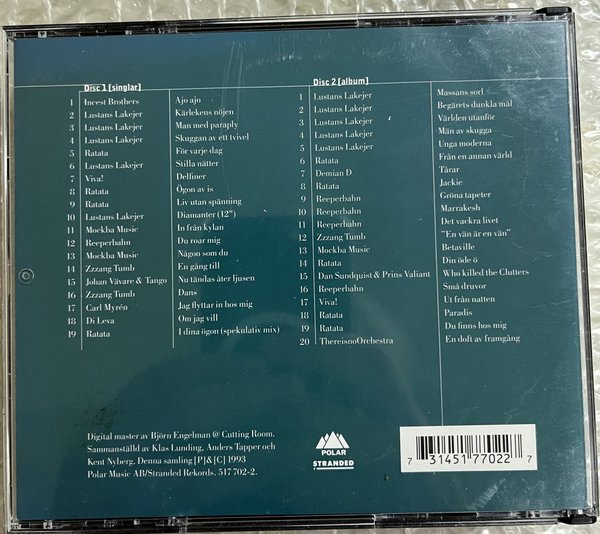 Disc 1 [singlar]
1 Incest Brothers Ajo ajo
2 Lustans Lakejer Kärlekens nöjen
3 Lustans Lakejer Man med paraply
4 Lustans Lakejer Skuggan av ett tvivel
5 Ratata För varje dag
6 Lustans Lakejer Stilla nätter
7 Viva! Delfiner
8 Ratata Ögon av is
9 Ratata Liv utan spänning
10 Lustans Lakejer Diamanter (12")
11 Mockba Music In från kylan
12 Reeperbahn Du roar mig
13 Mockba Music Någon som du
14 Zzzang Tumb En gång till
15 Johan Vävare & Tango Nu tändas åter ljusen
16 Zzzang Tumb Dans
17 Carl Myrén Jag flyttar in hos mig
18 Di Leva Om jag vill
19 Ratata I dina ögon (spekulativ mix)
Disc 2 [album]
1 Lustans Lakejer Massans sorl
2 Lustans Lakejer Begärets dunkla mål
3 Lustans Lakejer Världen utanför
4 Lustans Lakejer Män av skugga
5 Lustans Lakejer Unga moderna
6 Ratata Från en annan värld
7 Demian D Tårar
8 Ratata Jackie
9 Reeperbahn Gröna tapeter
10 Reeperbahn Marrakesh
11 Reeperbahn Det vackra livet
12 Zzzang Tumb "En vän är en vän"
13 Mockba Music Betaville
14 Ratata Din öde ö
15 Dan Sundquist & Prins Valiant Who killed the Clutters
16 Reeperbahn Små druvor
17 Viva! Ut från natten
18 Ratata Paradis
19 Ratata Du finns hos mig
20 ThereisnoOrchestra En doft av framgång
Digital master av Björn Engelman @ Cutting Room.
Sammanställd av Klas Lunding, Anders Tapper och
Kent Nyberg. Denna samling [P]&[C] 1993
Polar Music AB/Stranded Records. 517 702-2.
POLAR
STRANDED
7 31451 77022 7